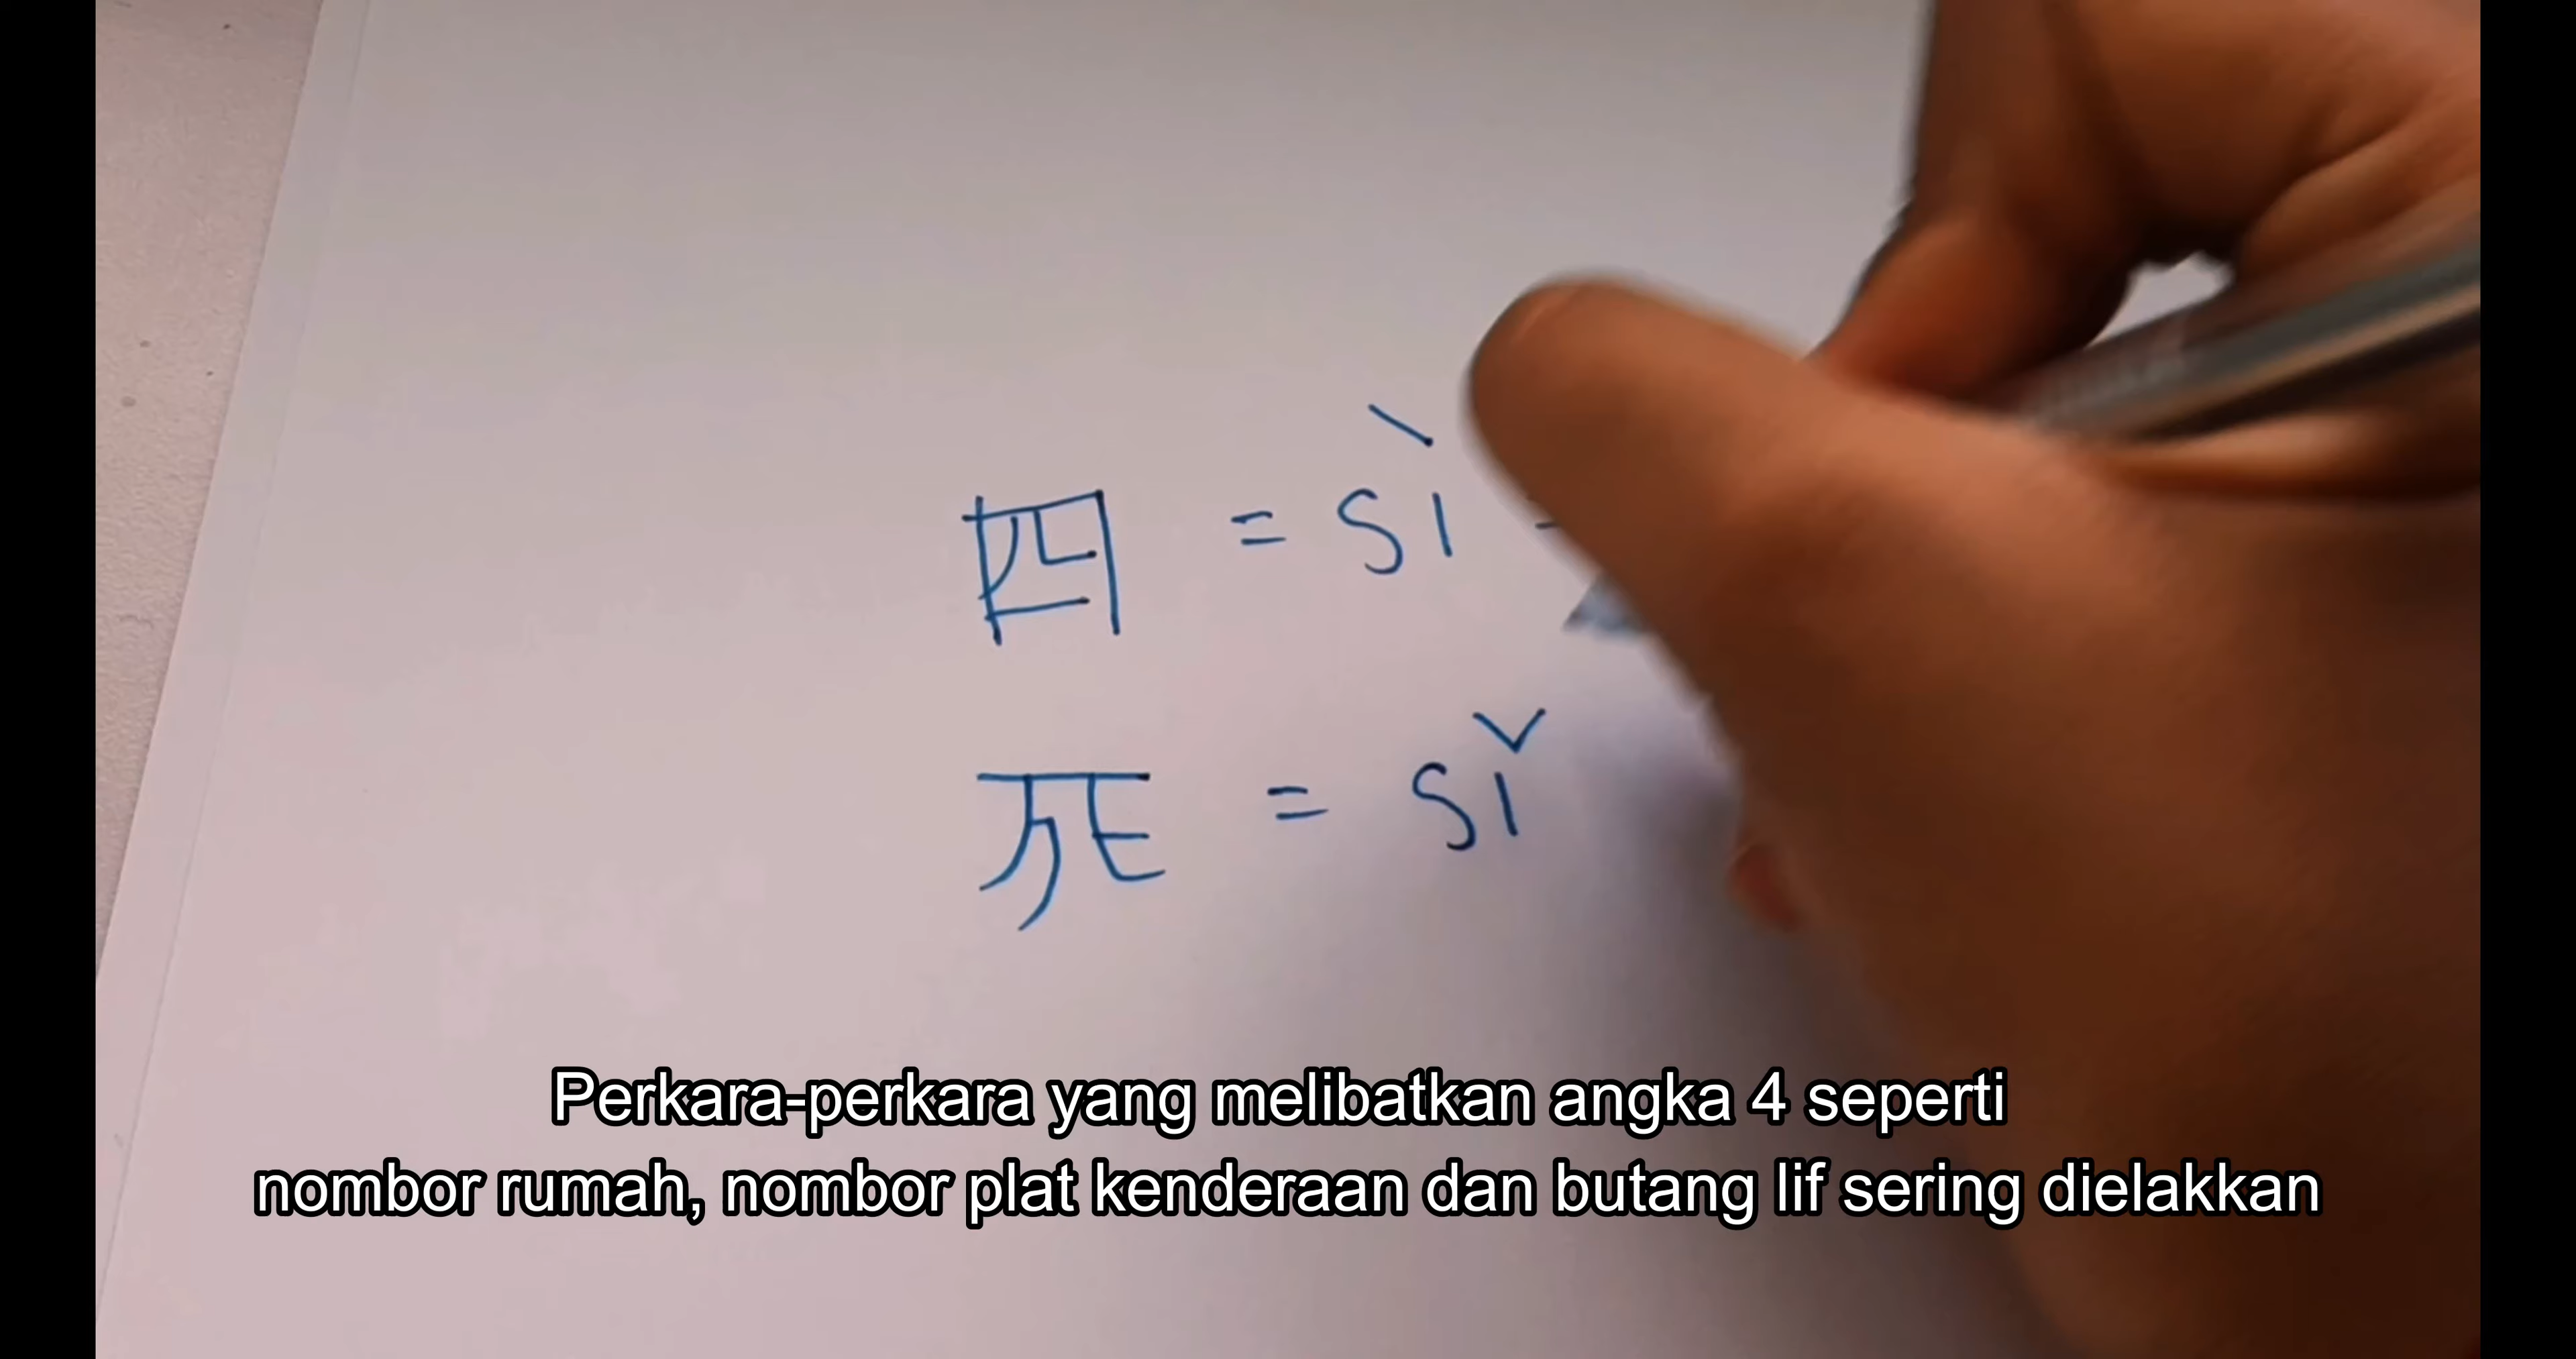 四 = sì -
死 = sǐ
Perkara-perkara yang melibatkan angka 4 seperti
nombor rumah, nombor plat kenderaan dan butang lif sering dielakkan